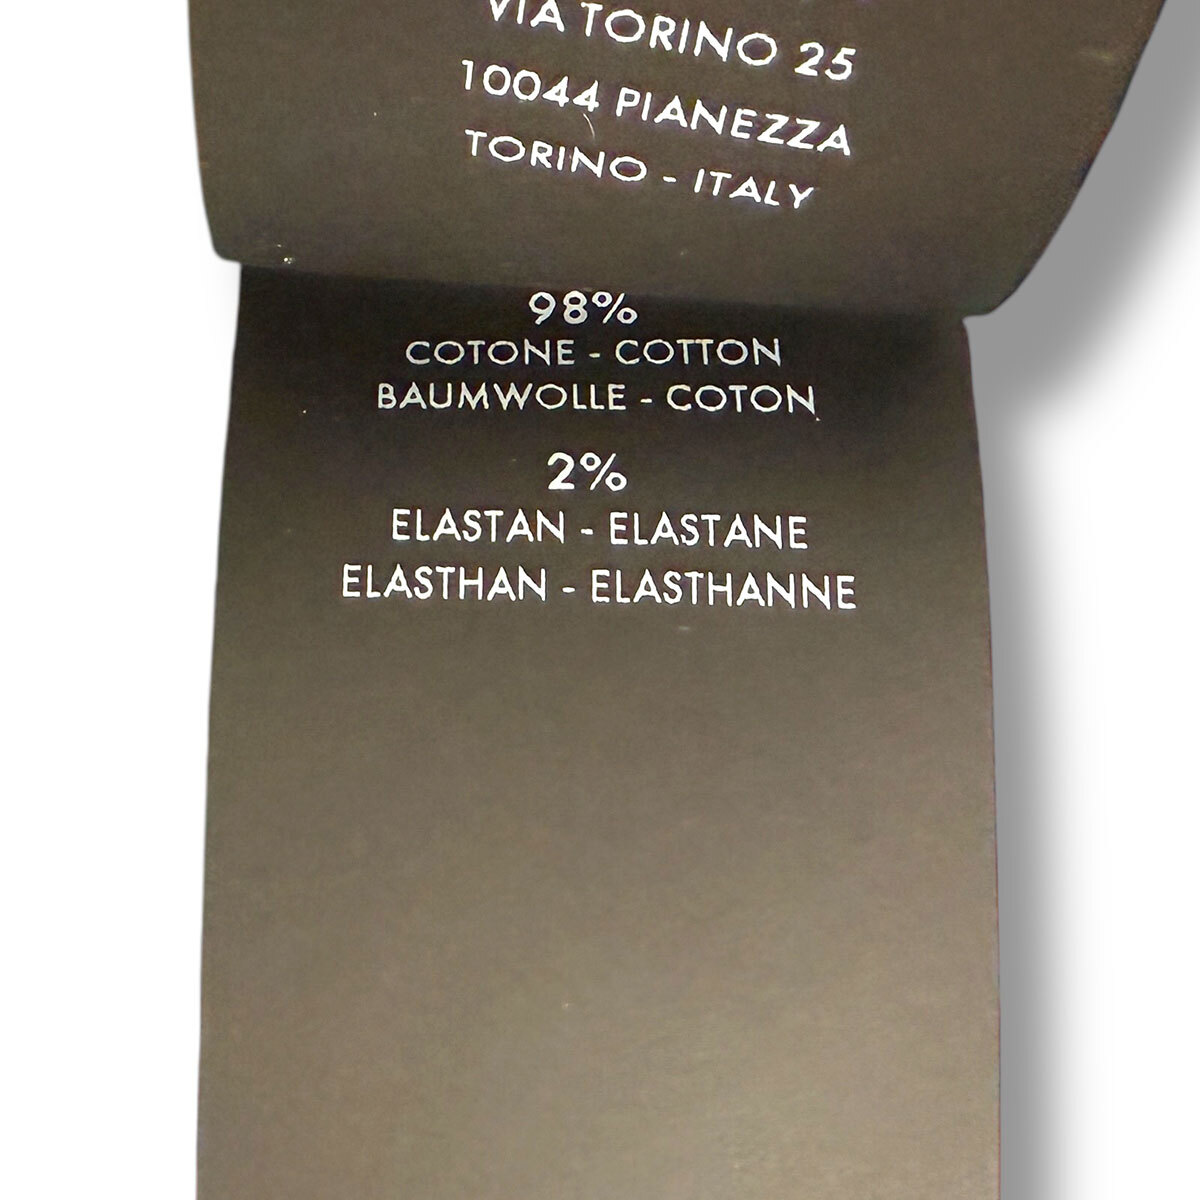 VIA TORINO 25
10044 PIANEZZA
TORINO - ITALY
98%
COTONE - COTTON
BAUMWOLLE - COTON
2%
ELASTAN - ELASTANE
ELASTHAN - ELASTHANNE